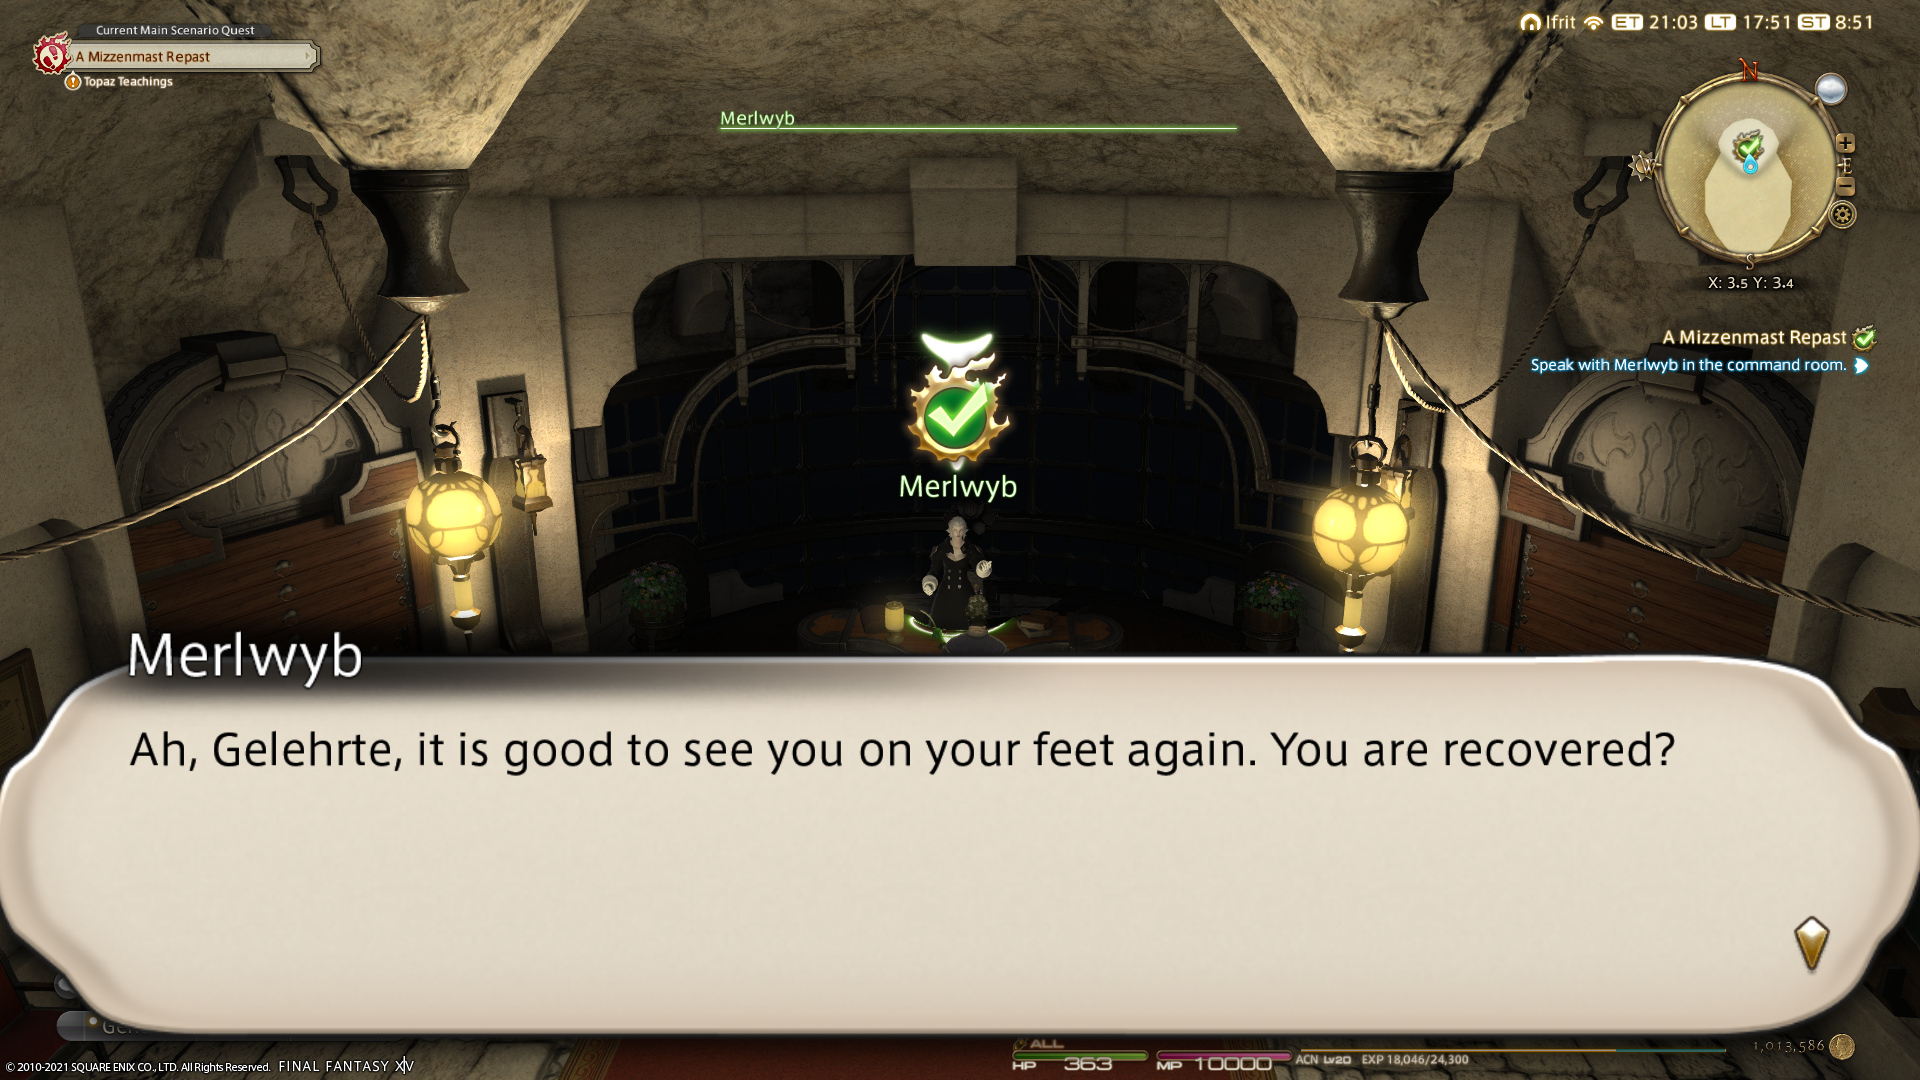 Current Main Scenario Quest
A Mizzenmast Repast
Topaz Teachings
Ifrit ET 21:03 LT 17:51 ST 8:51
Merlwyb
N
W
E
S
X: 3.5 Y: 3.4
A Mizzenmast Repast
Speak with Merlwyb in the command room.
Merlwyb
Merlwyb
Ah, Gelehrte, it is good to see you on your feet again. You are recovered?
ALL
HP 363 MP 10000 ACN Lv20 EXP 18,046/24,300
1,013,586
© 2010-2021 SQUARE ENIX CO., LTD. All Rights Reserved. FINAL FANTASY XIV